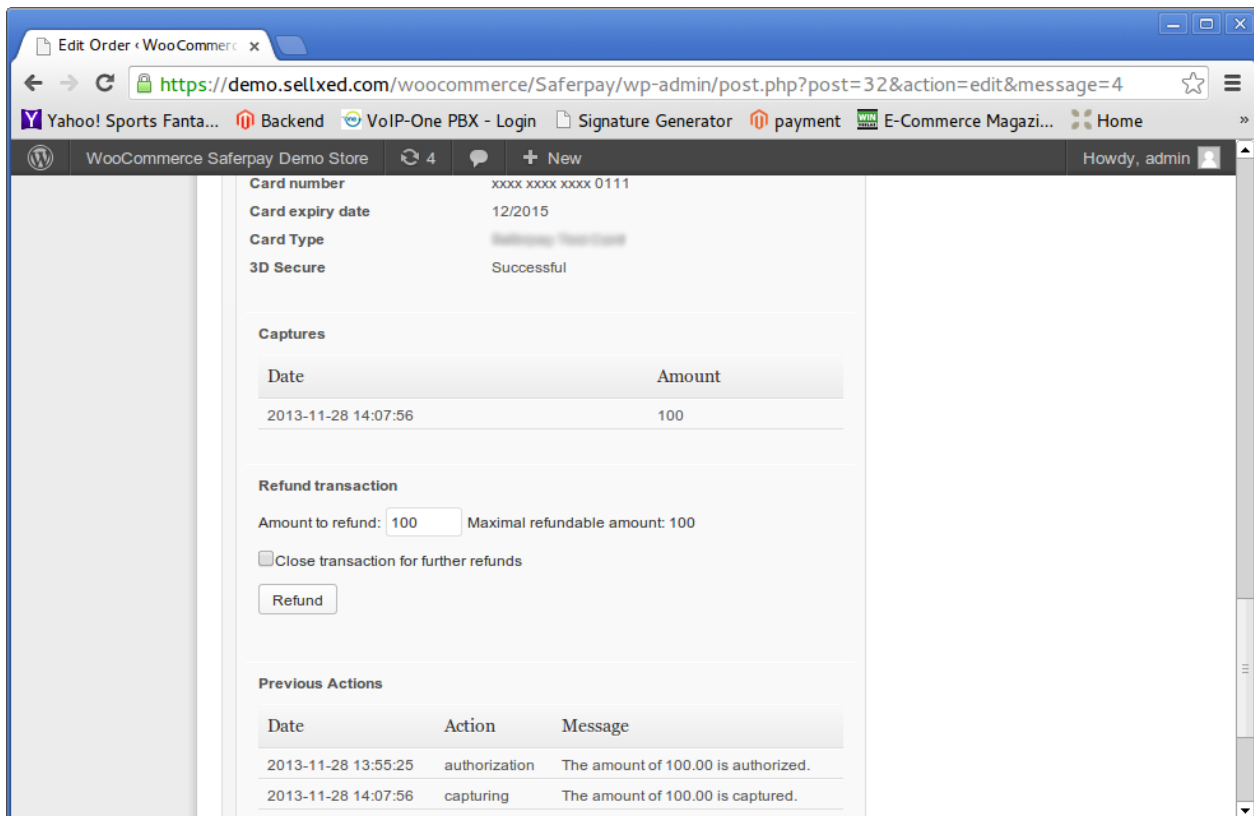 Edit Order ‹ WooCommerc
https://demo.sellxed.com/woocommerce/Saferpay/wp-admin/post.php?post=32&action=edit&message=4
Yahoo! Sports Fanta... Backend VoIP-One PBX - Login Signature Generator payment E-Commerce Magazi... Home »
WooCommerce Saferpay Demo Store 4 + New Howdy, admin
Card number xxxx xxxx xxxx 0111
Card expiry date 12/2015
Card Type
3D Secure Successful
Captures
Date Amount
2013-11-28 14:07:56 100
Refund transaction
Amount to refund: 100 Maximal refundable amount: 100
Close transaction for further refunds
Refund
Previous Actions
Date Action Message
2013-11-28 13:55:25 authorization The amount of 100.00 is authorized.
2013-11-28 14:07:56 capturing The amount of 100.00 is captured.